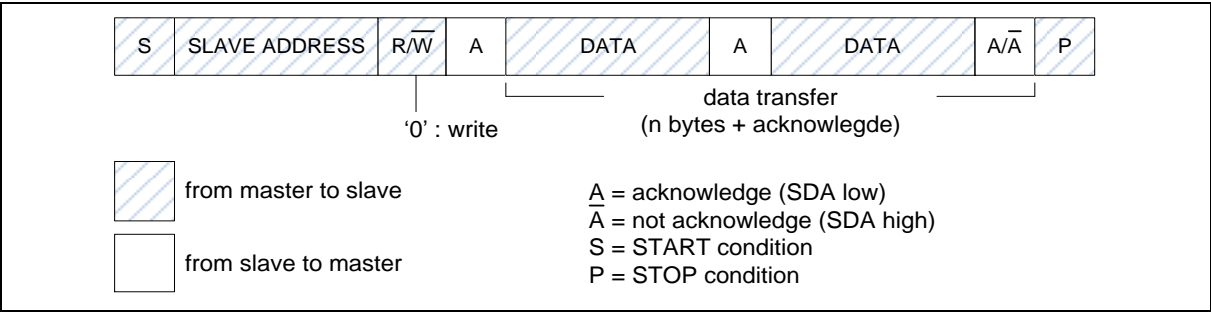 S SLAVE ADDRESS R/W̅ A DATA A DATA A/A̅ P
data transfer
'0' : write (n bytes + acknowlegde)
from master to slave
from slave to master
A = acknowledge (SDA low)
A̅ = not acknowledge (SDA high)
S = START condition
P = STOP condition